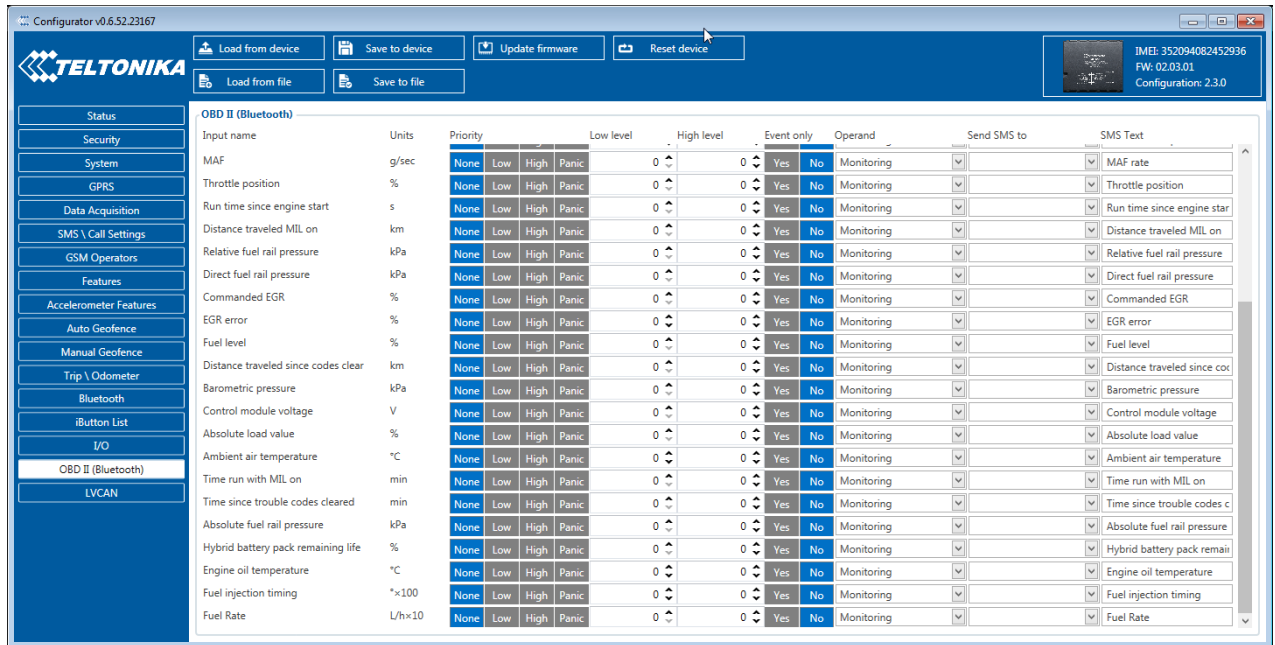 Configurator v0.6.52.23167
TELTONIKA
Load from device Save to device Update firmware Reset device
Load from file Save to file
IMEI: 352094082452936
FW: 02.03.01
Configuration: 2.3.0
Status
Security
System
GPRS
Data Acquisition
SMS \ Call Settings
GSM Operators
Features
Accelerometer Features
Auto Geofence
Manual Geofence
Trip \ Odometer
Bluetooth
iButton List
I/O
OBD II (Bluetooth)
LVCAN
OBD II (Bluetooth)
Input name Units Priority Low level High level Event only Operand Send SMS to SMS Text
MAF g/sec None Low High Panic 0 0 Yes No Monitoring MAF rate
Throttle position % None Low High Panic 0 0 Yes No Monitoring Throttle position
Run time since engine start s None Low High Panic 0 0 Yes No Monitoring Run time since engine star
Distance traveled MIL on km None Low High Panic 0 0 Yes No Monitoring Distance traveled MIL on
Relative fuel rail pressure kPa None Low High Panic 0 0 Yes No Monitoring Relative fuel rail pressure
Direct fuel rail pressure kPa None Low High Panic 0 0 Yes No Monitoring Direct fuel rail pressure
Commanded EGR % None Low High Panic 0 0 Yes No Monitoring Commanded EGR
EGR error % None Low High Panic 0 0 Yes No Monitoring EGR error
Fuel level % None Low High Panic 0 0 Yes No Monitoring Fuel level
Distance traveled since codes clear km None Low High Panic 0 0 Yes No Monitoring Distance traveled since coc
Barometric pressure kPa None Low High Panic 0 0 Yes No Monitoring Barometric pressure
Control module voltage V None Low High Panic 0 0 Yes No Monitoring Control module voltage
Absolute load value % None Low High Panic 0 0 Yes No Monitoring Absolute load value
Ambient air temperature °C None Low High Panic 0 0 Yes No Monitoring Ambient air temperature
Time run with MIL on min None Low High Panic 0 0 Yes No Monitoring Time run with MIL on
Time since trouble codes cleared min None Low High Panic 0 0 Yes No Monitoring Time since trouble codes c
Absolute fuel rail pressure kPa None Low High Panic 0 0 Yes No Monitoring Absolute fuel rail pressure
Hybrid battery pack remaining life % None Low High Panic 0 0 Yes No Monitoring Hybrid battery pack remain
Engine oil temperature °C None Low High Panic 0 0 Yes No Monitoring Engine oil temperature
Fuel injection timing °×100 None Low High Panic 0 0 Yes No Monitoring Fuel injection timing
Fuel Rate L/h×10 None Low High Panic 0 0 Yes No Monitoring Fuel Rate